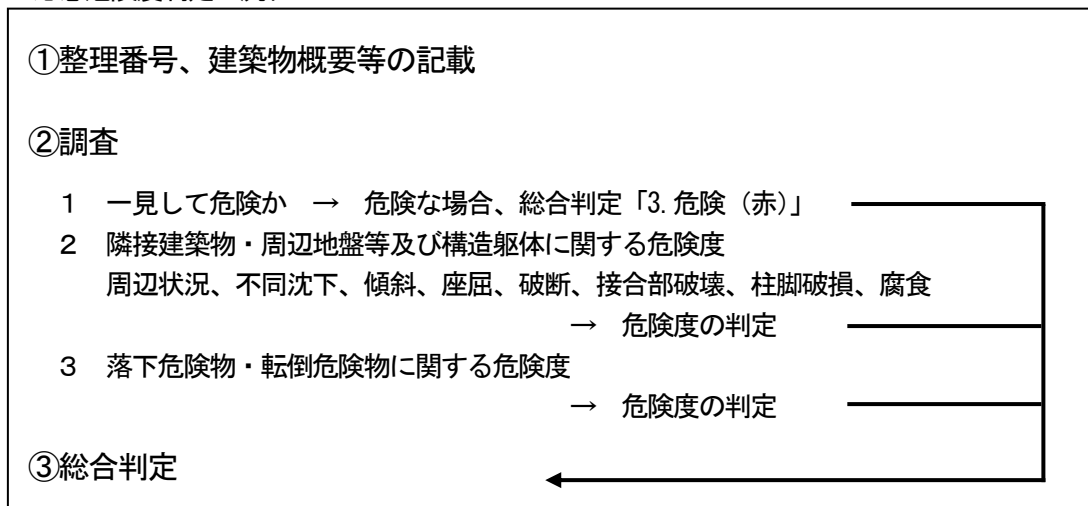 ①整理番号、建築物概要等の記載
②調査
1 一見して危険か → 危険な場合、総合判定「3.危険（赤）」
2 隣接建築物・周辺地盤等及び構造躯体に関する危険度
周辺状況、不同沈下、傾斜、座屈、破断、接合部破壊、柱脚破損、腐食
→ 危険度の判定
3 落下危険物・転倒危険物に関する危険度
→ 危険度の判定
③総合判定